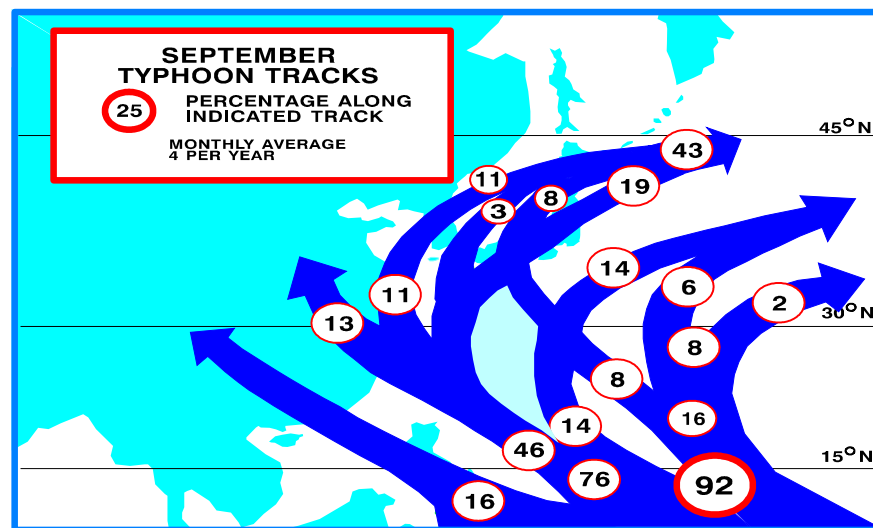 SEPTEMBER
TYPHOON TRACKS
25 PERCENTAGE ALONG
INDICATED TRACK
MONTHLY AVERAGE
4 PER YEAR
45°N
43
11
19
8
3
14
6
11
2
13
30°N
8
8
16
14
46
15°N
76
92
16